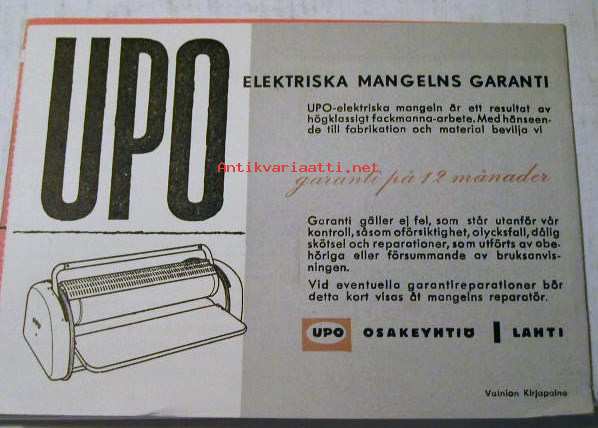 UPO
ELEKTRISKA MANGELNS GARANTI
UPO-elektriska mangeln är ett resultat av
högklassigt fackmanna-arbete. Med hänseen-
de till fabrikation och material bevilja vi
Antikvariaatti.net
garanti på 12 månader
Garanti gäller ej fel, som står utanför vår
kontroll, såsom oförsiktighet, olycksfall, dålig
skötsel och reparationer, som utförts av obe-
höriga eller försummande av bruksanvis-
ningen.
Vid eventuella garantireparationer bör
detta kort visas åt mangelns reparatör.
UPO OSAKEYHTIÖ LAHTI
Vainion Kirjapaino